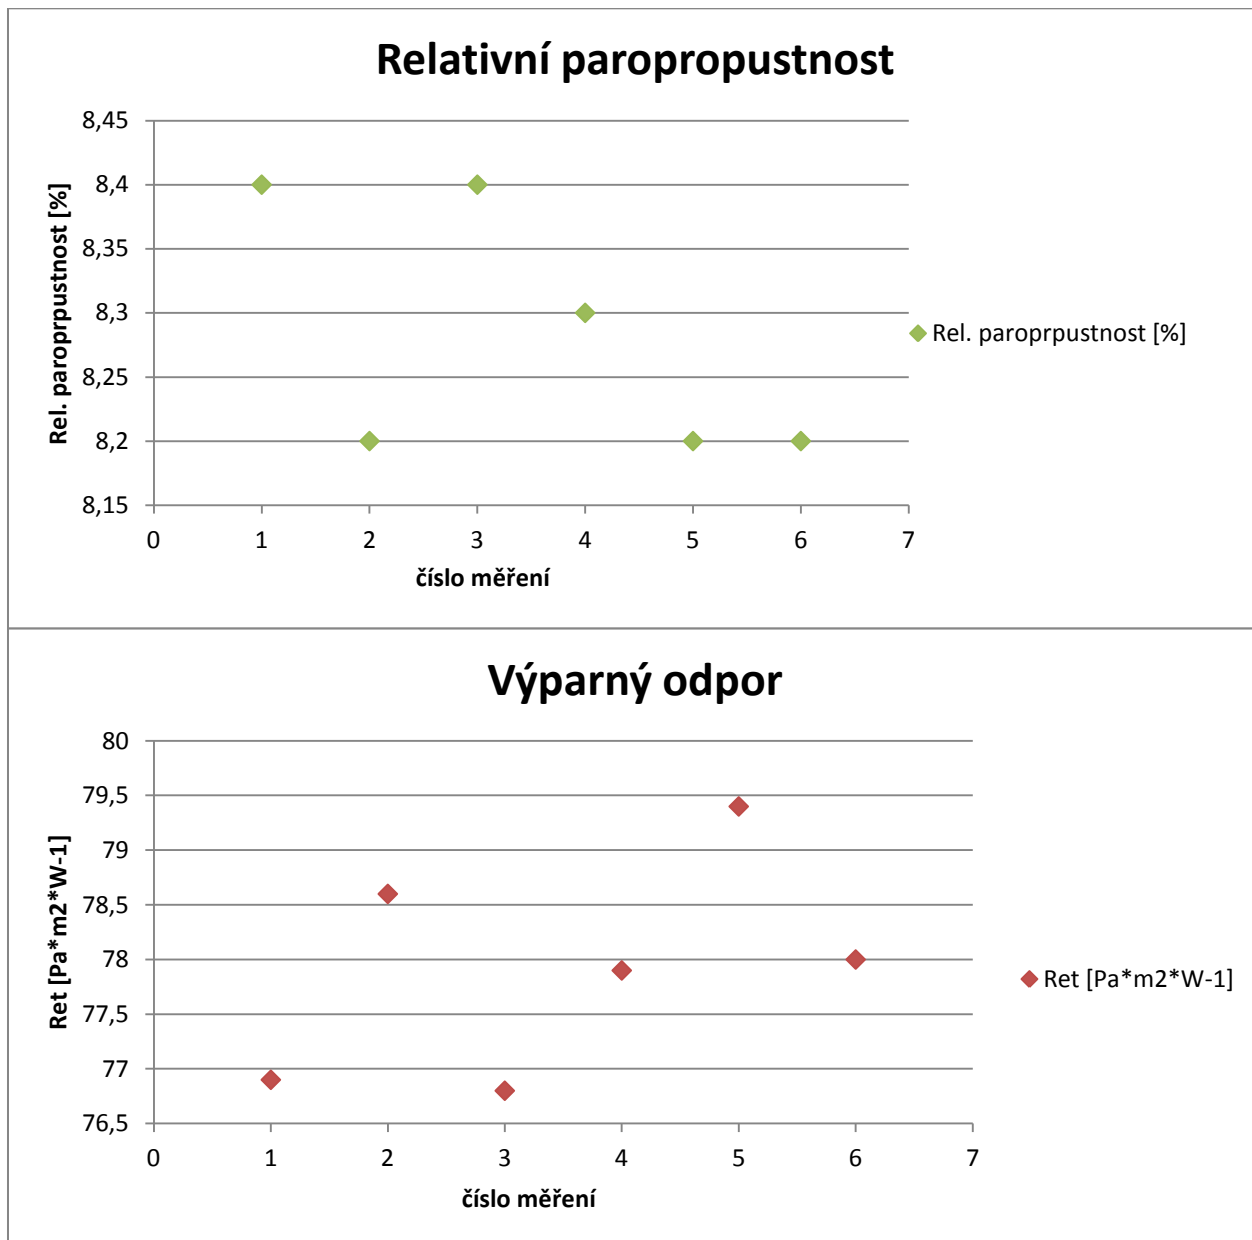 Relativní paropropustnost
8,45
8,4
8,35
8,3
8,25
8,2
8,15
Rel. paroprpustnost [%]
0 1 2 3 4 5 6 7
číslo měření
Rel. paroprpustnost [%]
Výparný odpor
80
79,5
79
78,5
78
77,5
77
76,5
Ret [Pa*m2*W-1]
0 1 2 3 4 5 6 7
číslo měření
Ret [Pa*m2*W-1]